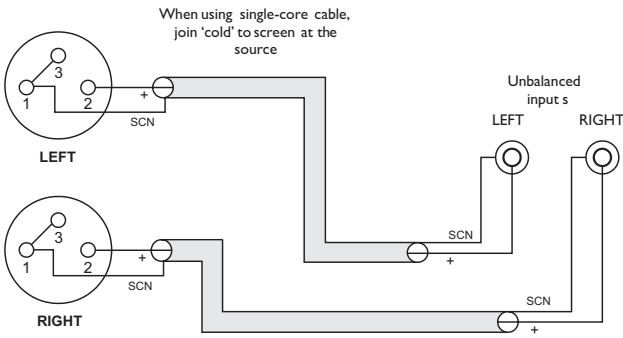 When using single-core cable,
join ‘cold’ to screen at the
source
3
1
2
+
SCN
LEFT
Unbalanced
input s
LEFT
RIGHT
SCN
+
3
1
2
+
SCN
RIGHT
SCN
+